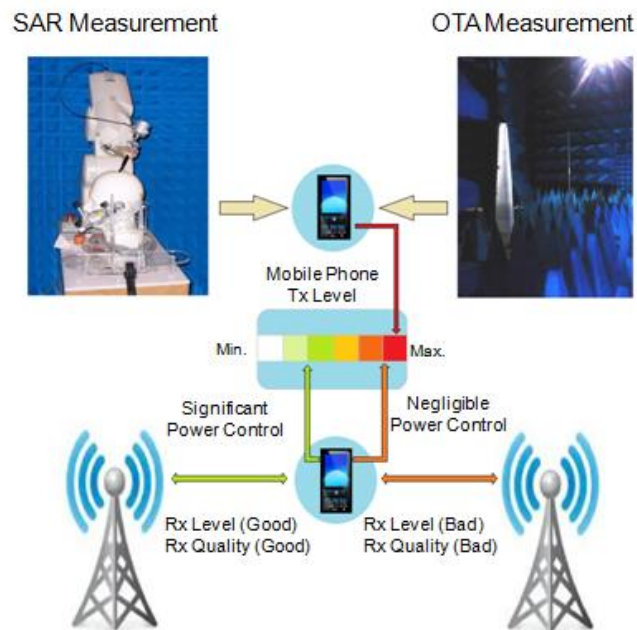 SAR Measurement
OTA Measurement
Mobile Phone
Tx Level
Min.
Max.
Significant
Power Control
Negligible
Power Control
Rx Level (Good)
Rx Quality (Good)
Rx Level (Bad)
Rx Quality (Bad)